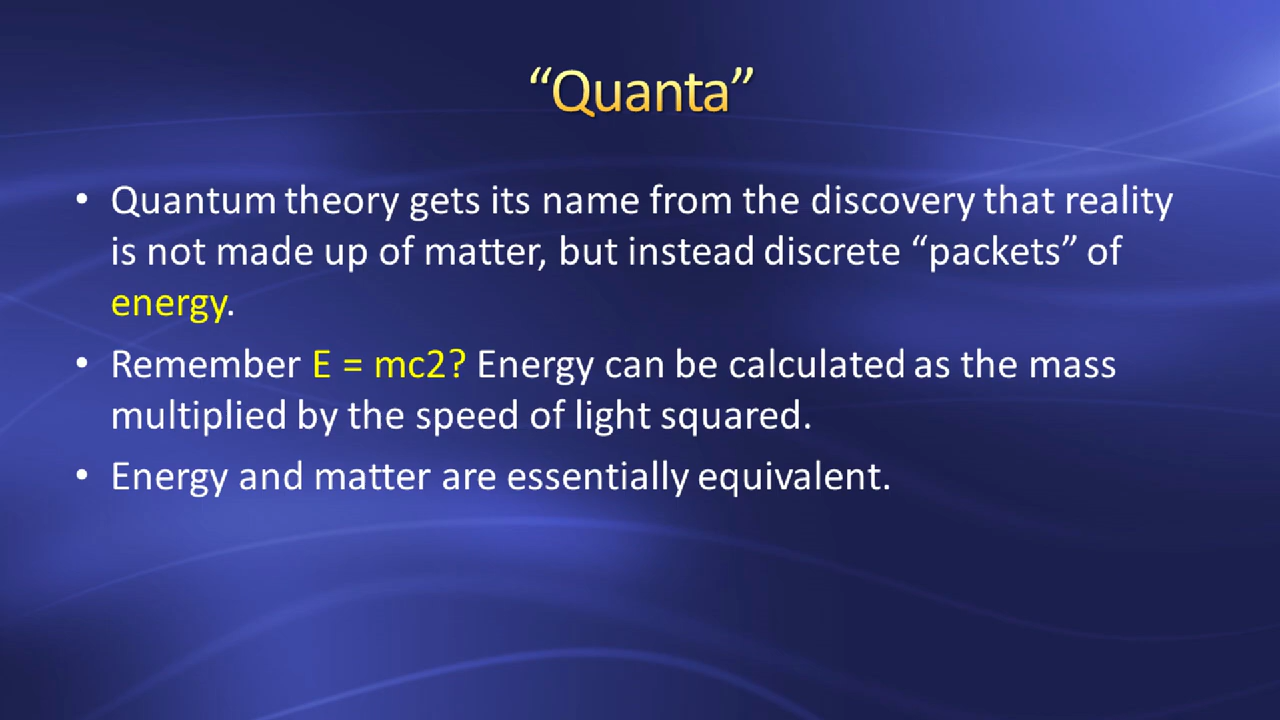 “Quanta”
• Quantum theory gets its name from the discovery that reality
is not made up of matter, but instead discrete “packets” of
energy.
• Remember E = mc2? Energy can be calculated as the mass
multiplied by the speed of light squared.
• Energy and matter are essentially equivalent.